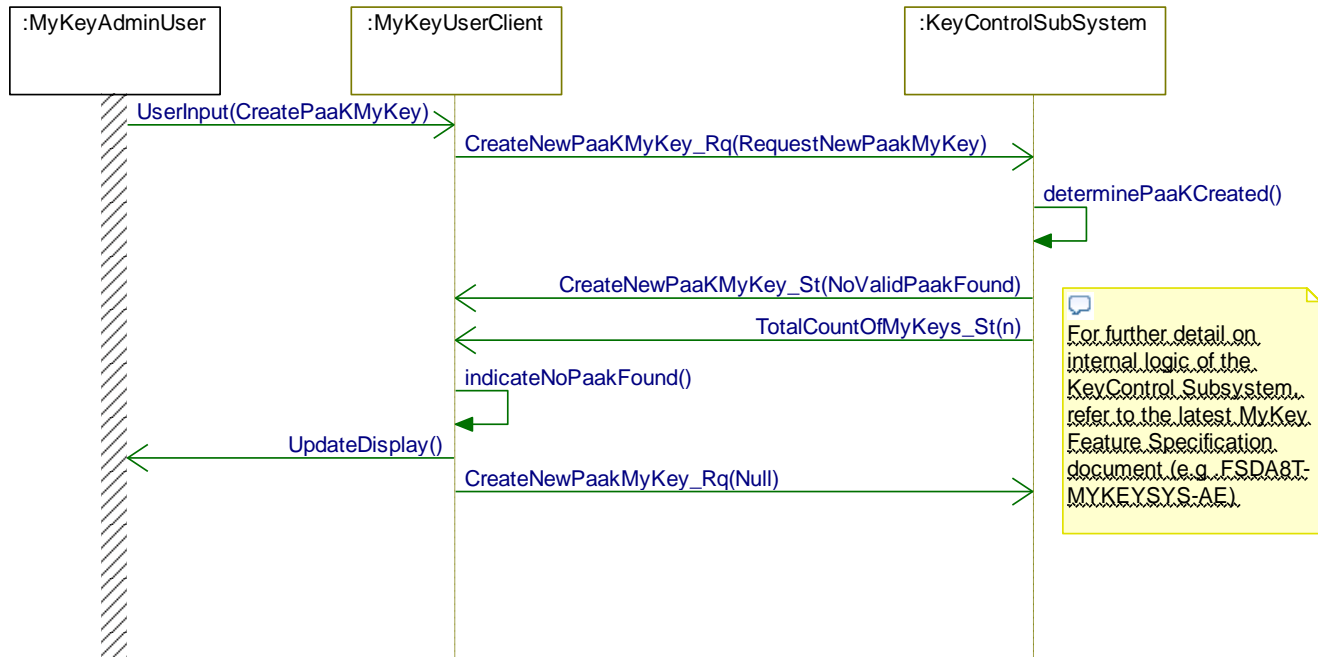 :MyKeyAdminUser
:MyKeyUserClient
:KeyControlSubSystem
UserInput(CreatePaaKMyKey)
CreateNewPaaKMyKey_Rq(RequestNewPaakMyKey)
determinePaaKCreated()
CreateNewPaaKMyKey_St(NoValidPaakFound)
TotalCountOfMyKeys_St(n)
For further detail on
internal logic of the
KeyControl Subsystem,
refer to the latest MyKey
Feature Specification
document (e.g. FSDA8T-
MYKEYSYS-AE)
indicateNoPaakFound()
UpdateDisplay()
CreateNewPaakMyKey_Rq(Null)